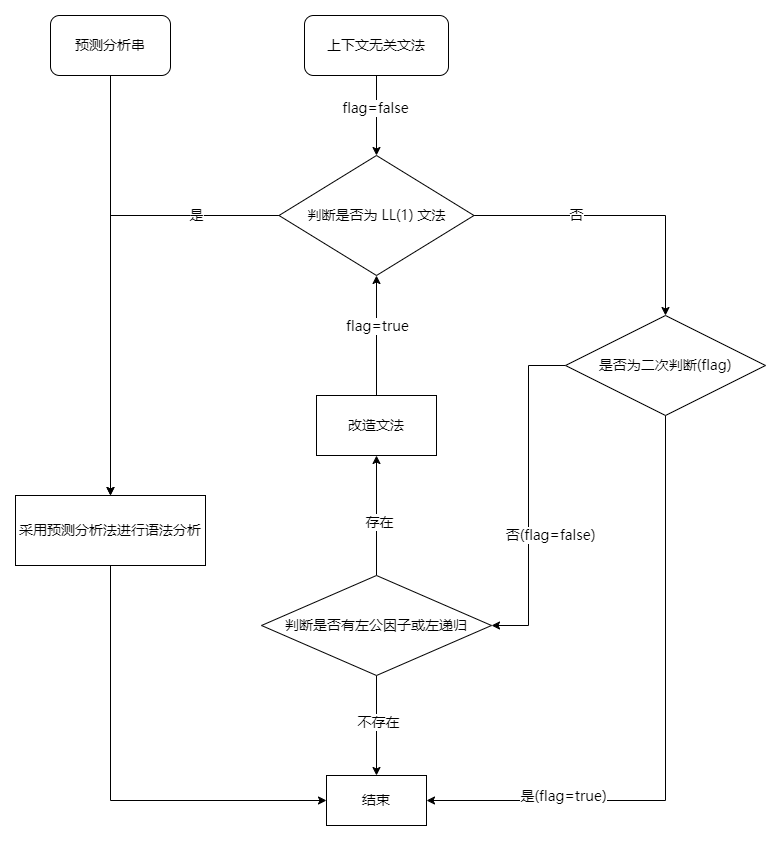 预测分析串
上下文无关文法
flag=false
是
判断是否为 LL(1) 文法
否
flag=true
是否为二次判断(flag)
改造文法
采用预测分析法进行语法分析
存在
否(flag=false)
判断是否有左公因子或左递归
不存在
结束
是(flag=true)